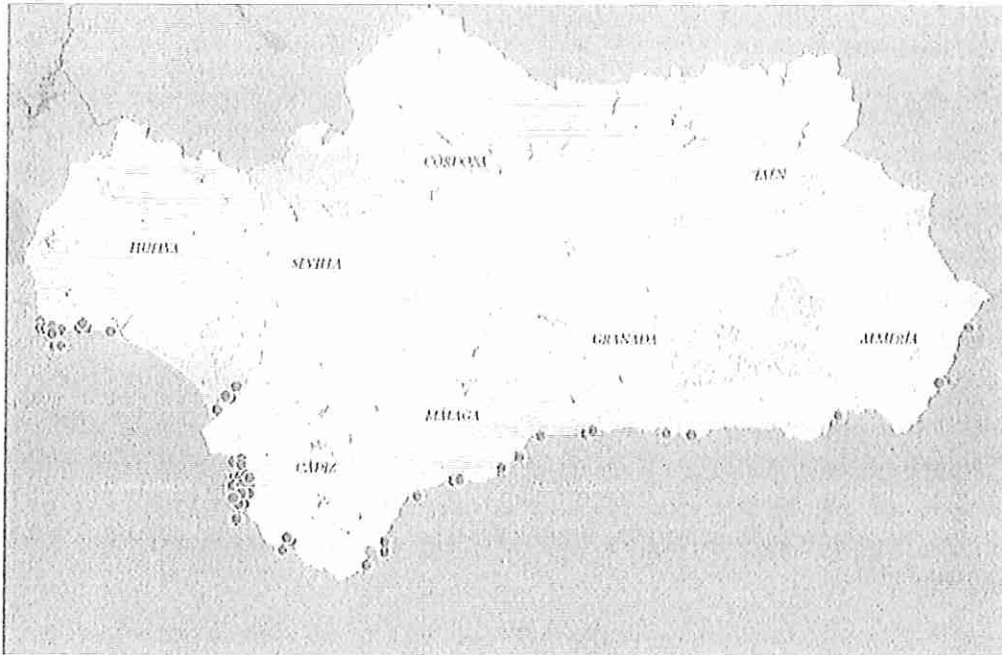 CÓRDOBA
JAÉN
HUELVA
SEVILLA
GRANADA
ALMERÍA
MÁLAGA
CÁDIZ